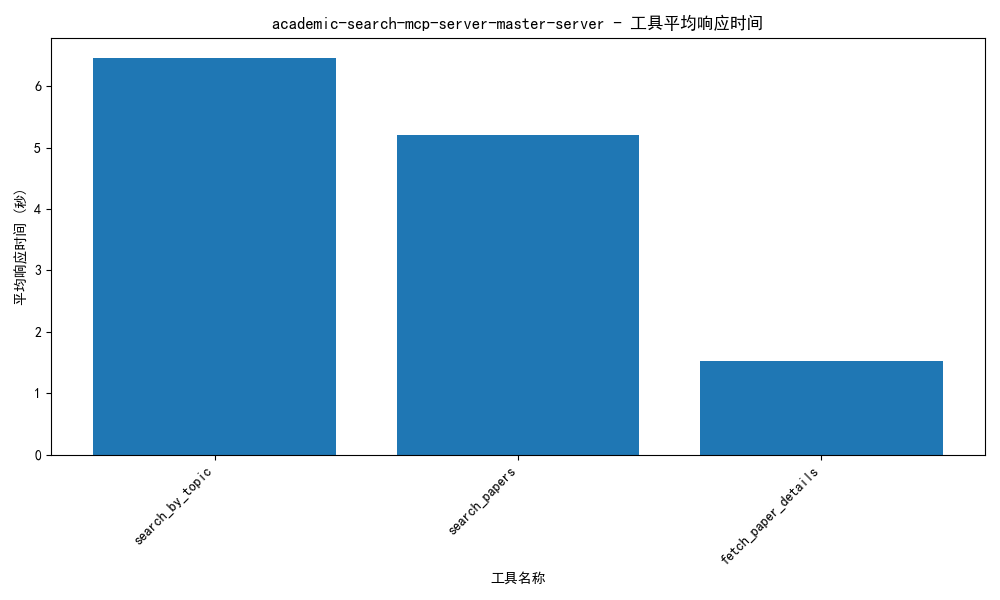 academic-search-mcp-server-master-server - 工具平均响应时间
平均响应时间 (秒)
6
5
4
3
2
1
0
search_by_topic
search_papers
fetch_paper_details
工具名称